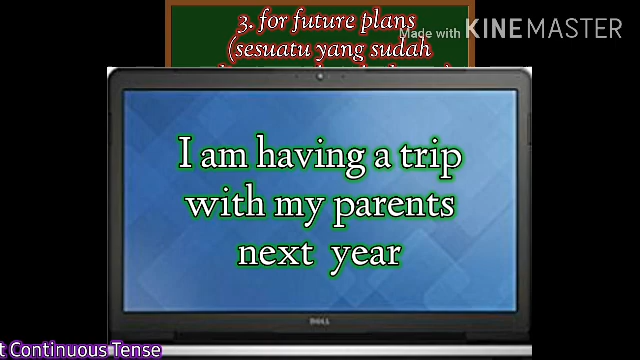 3. for future plans
Made with KINEMASTER
(sesuatu yang sudah
I am having a trip
with my parents
next year
DELL
t Continuous Tense